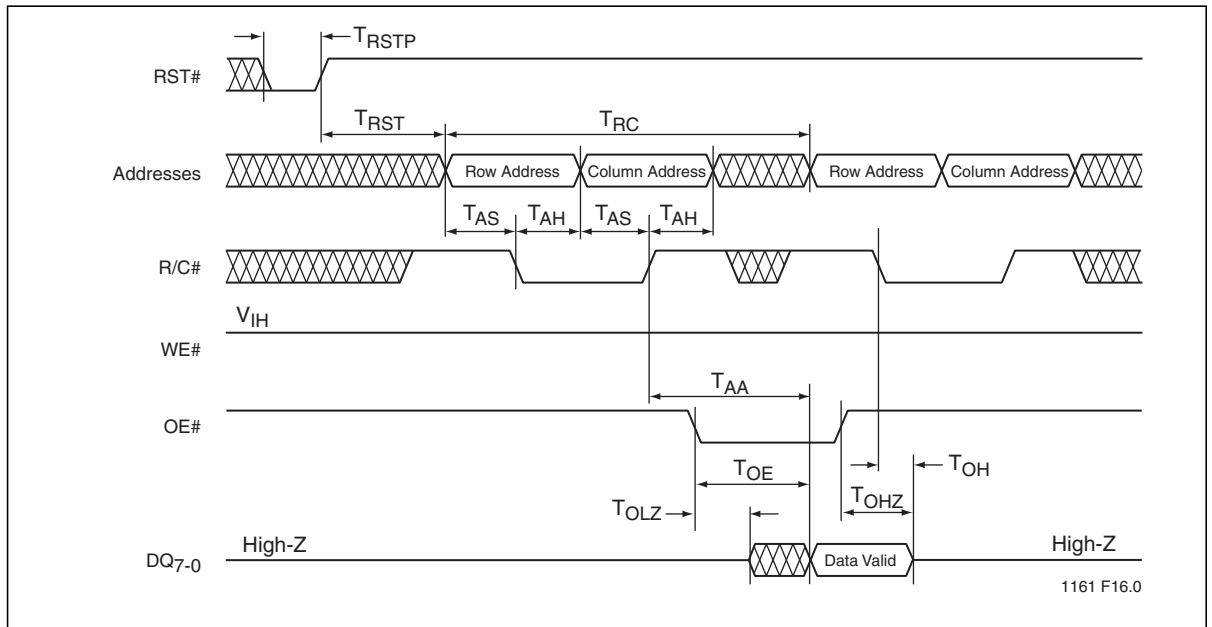 TRSTP
RST#
TRST
TRC
Addresses
Row Address
Column Address
Row Address
Column Address
TAS
TAH
TAS
TAH
R/C#
VIH
WE#
TAA
OE#
TOE
TOH
TOLZ
TOHZ
High-Z
High-Z
DQ7-0
Data Valid
1161 F16.0